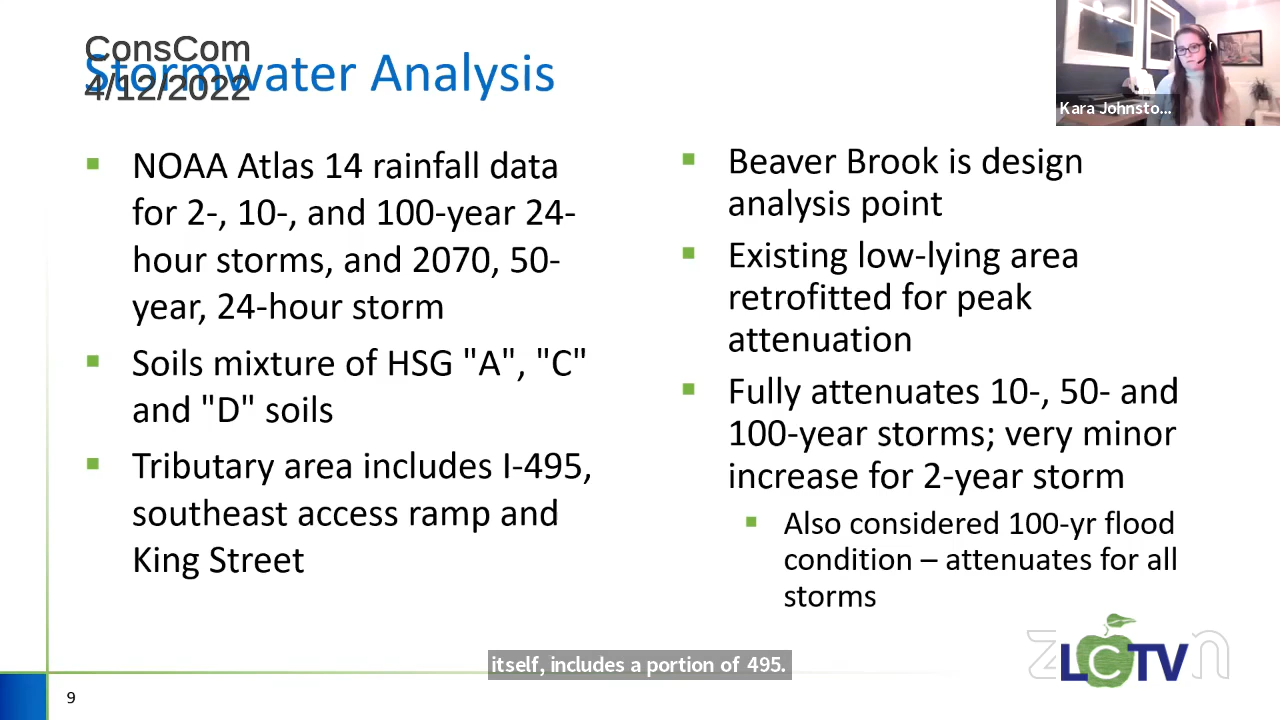 ConsCom
4/12/2022
Stormwater Analysis
Kara Johnsto...
NOAA Atlas 14 rainfall data
for 2-, 10-, and 100-year 24-
hour storms, and 2070, 50-
year, 24-hour storm
Soils mixture of HSG "A", "C"
and "D" soils
Tributary area includes I-495,
southeast access ramp and
King Street
Beaver Brook is design
analysis point
Existing low-lying area
retrofitted for peak
attenuation
Fully attenuates 10-, 50- and
100-year storms; very minor
increase for 2-year storm
Also considered 100-yr flood
condition – attenuates for all
storms
itself, includes a portion of 495.
LCTV
9